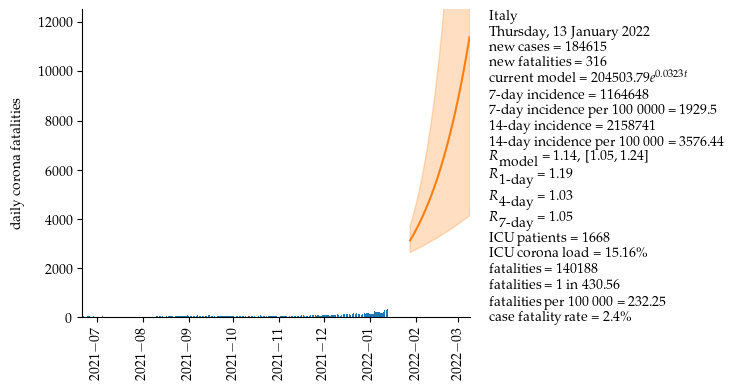 daily corona fatalities
12000
10000
8000
6000
4000
2000
0
2021−07
2021−08
2021−09
2021−10
2021−11
2021−12
2022−01
2022−02
2022−03
Italy
Thursday, 13 January 2022
new cases = 184615
new fatalities = 316
current model = 204503.79e^0.0323t
7-day incidence = 1164648
7-day incidence per 100 0000 = 1929.5
14-day incidence = 2158741
14-day incidence per 100 000 = 3576.44
R_model = 1.14, [1.05, 1.24]
R_1-day = 1.19
R_4-day = 1.03
R_7-day = 1.05
ICU patients = 1668
ICU corona load = 15.16%
fatalities = 140188
fatalities = 1 in 430.56
fatalities per 100 000 = 232.25
case fatality rate = 2.4%